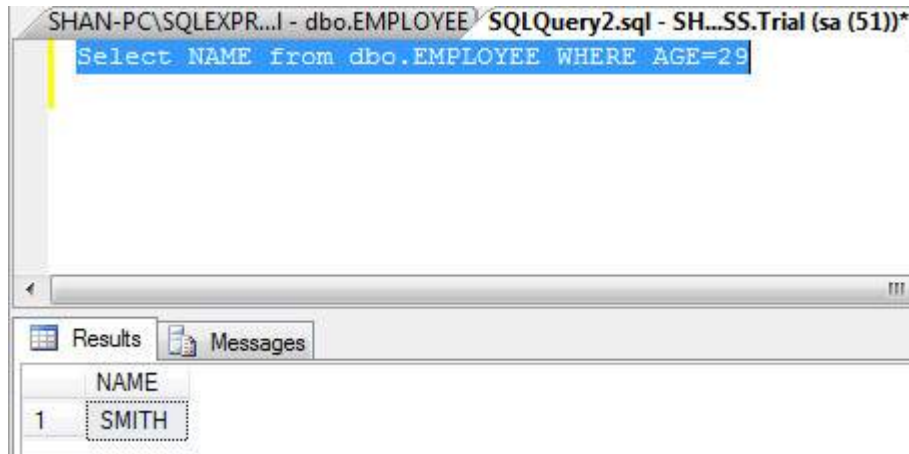 SHAN-PC\SQLEXPR...l - dbo.EMPLOYEE SQLQuery2.sql - SH...SS.Trial (sa (51))*
Select NAME from dbo.EMPLOYEE WHERE AGE=29
Results Messages
NAME
1 SMITH